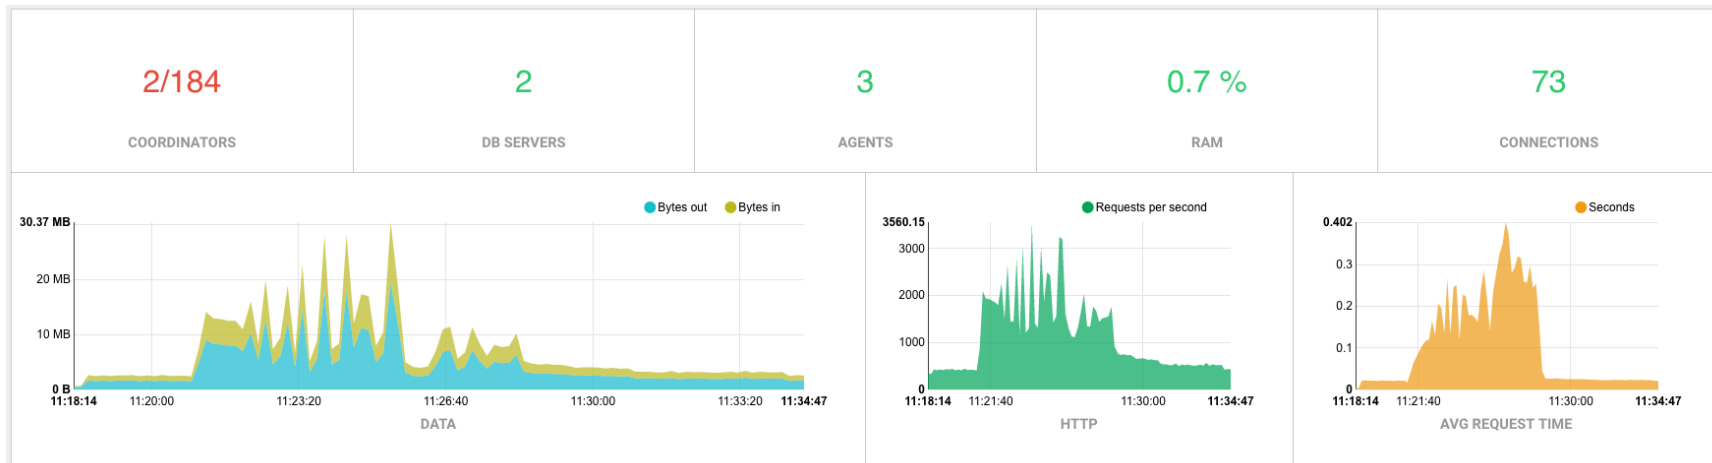 2/184
COORDINATORS
2
DB SERVERS
3
AGENTS
0.7 %
RAM
73
CONNECTIONS
Bytes out Bytes in
30.37 MB
20 MB
10 MB
0 B
11:18:14 11:20:00 11:23:20 11:26:40 11:30:00 11:33:20 11:34:47
DATA
Requests per second
3560.15
3000
2000
1000
0
11:18:14 11:21:40 11:30:00 11:34:47
HTTP
Seconds
0.402
0.3
0.2
0.1
0
11:18:14 11:21:40 11:30:00 11:34:47
AVG REQUEST TIME